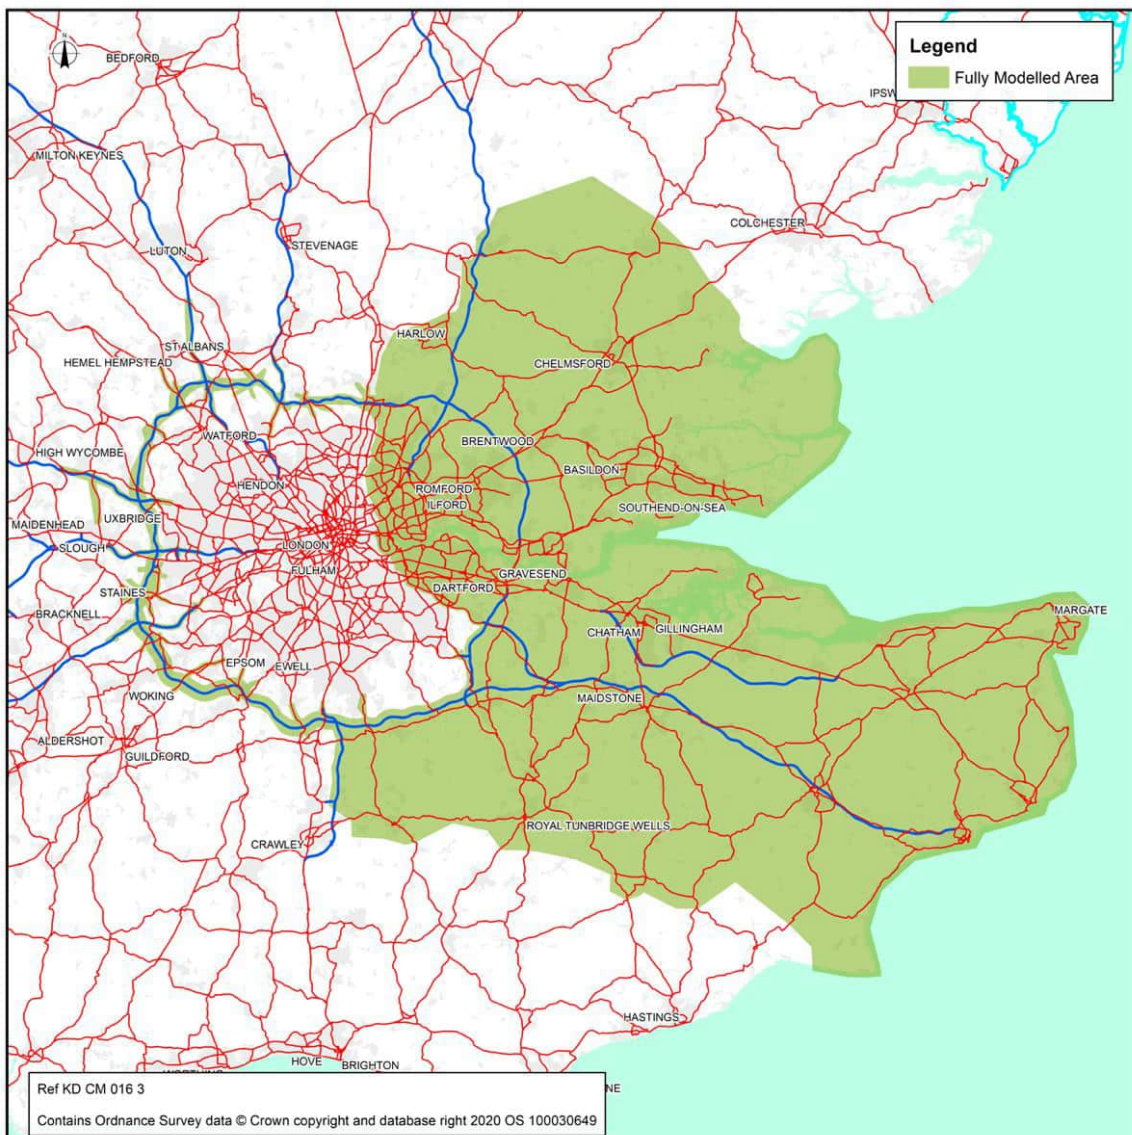 N
BEDFORD
Legend
Fully Modelled Area
IPSW
MILTON KEYNES
COLCHESTER
STEVENAGE
LUTON
HARLOW
ST ALBANS
HEMEL HEMPSTEAD
CHELMSFORD
WATFORD
BRENTWOOD
HIGH WYCOMBE
BASILDON
HENDON
ROMFORD
ILFORD
SOUTHEND-ON-SEA
UXBRIDGE
MAIDENHEAD
SLOUGH
LONDON
FULHAM
GRAVESEND
DARTFORD
STAINES
BRACKNELL
MARGATE
CHATHAM
GILLINGHAM
EPSOM
EWELL
WOKING
MAIDSTONE
ALDERSHOT
GUILDFORD
ROYAL TUNBRIDGE WELLS
CRAWLEY
HASTINGS
HOVE
BRIGHTON
NE
Ref KD CM 016 3
Contains Ordnance Survey data © Crown copyright and database right 2020 OS 100030649